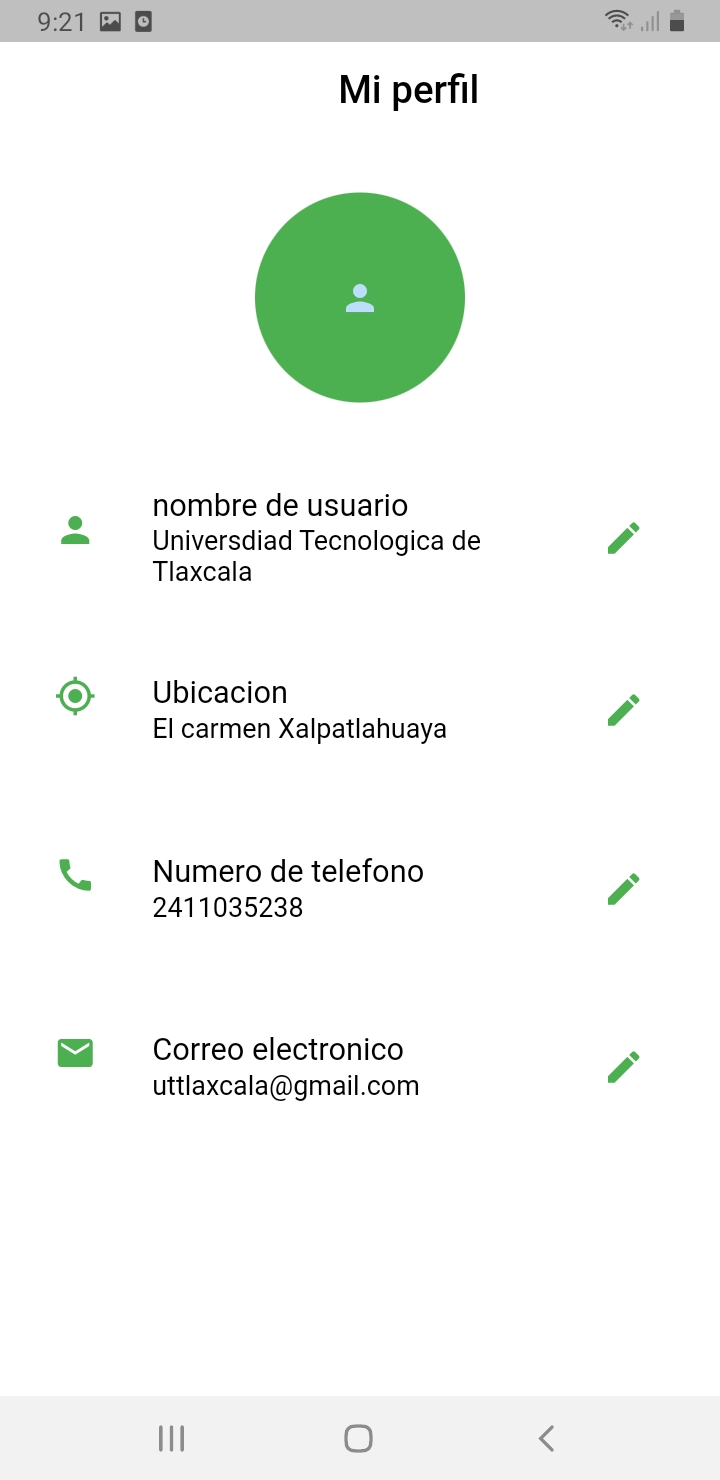 9:21
Mi perfil
nombre de usuario
Universdiad Tecnologica de
Tlaxcala
Ubicacion
El carmen Xalpatlahuaya
Numero de telefono
2411035238
Correo electronico
uttlaxcala@gmail.com